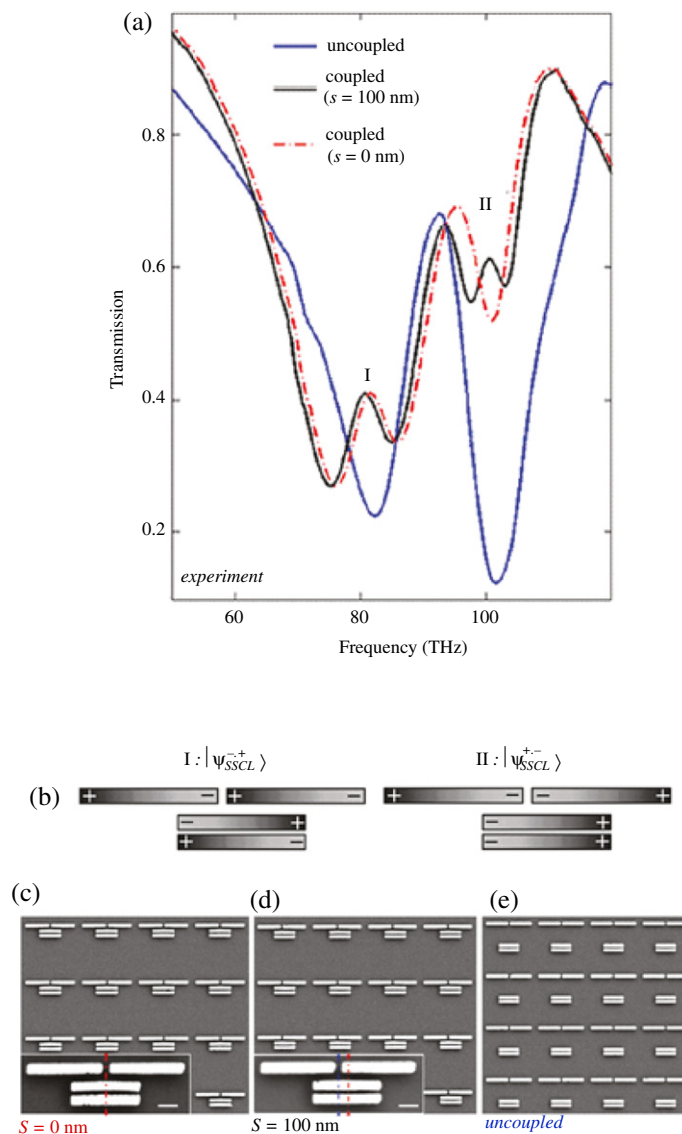 (a)
uncoupled
coupled
(s = 100 nm)
coupled
(s = 0 nm)
I
II
0.8
0.6
0.4
0.2
Transmission
experiment
60
80
100
Frequency (THz)
I : | ψ−,+SSCL ⟩
II : | ψ+,−SSCL ⟩
(b)
+ − + −
− +
+ −
+ − − +
− +
− +
(c)
(d)
(e)
S = 0 nm
S = 100 nm
uncoupled